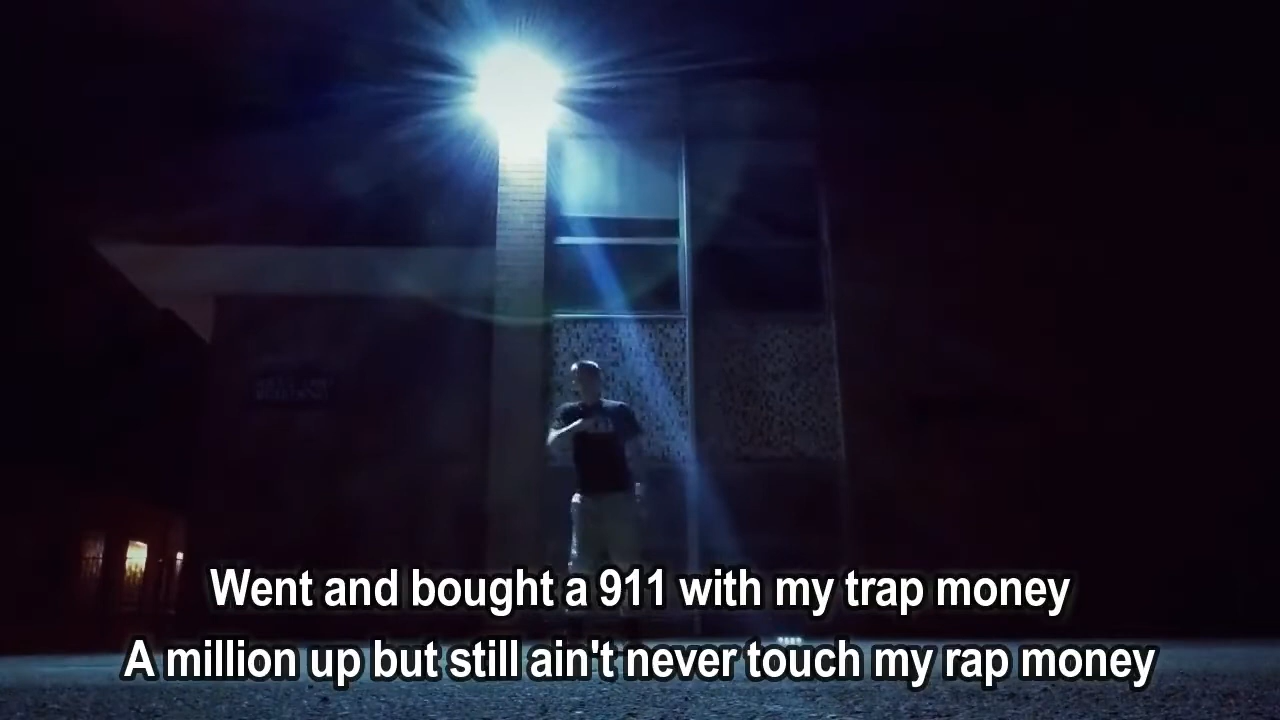 Went and bought a 911 with my trap money
A million up but still ain't never touch my rap money